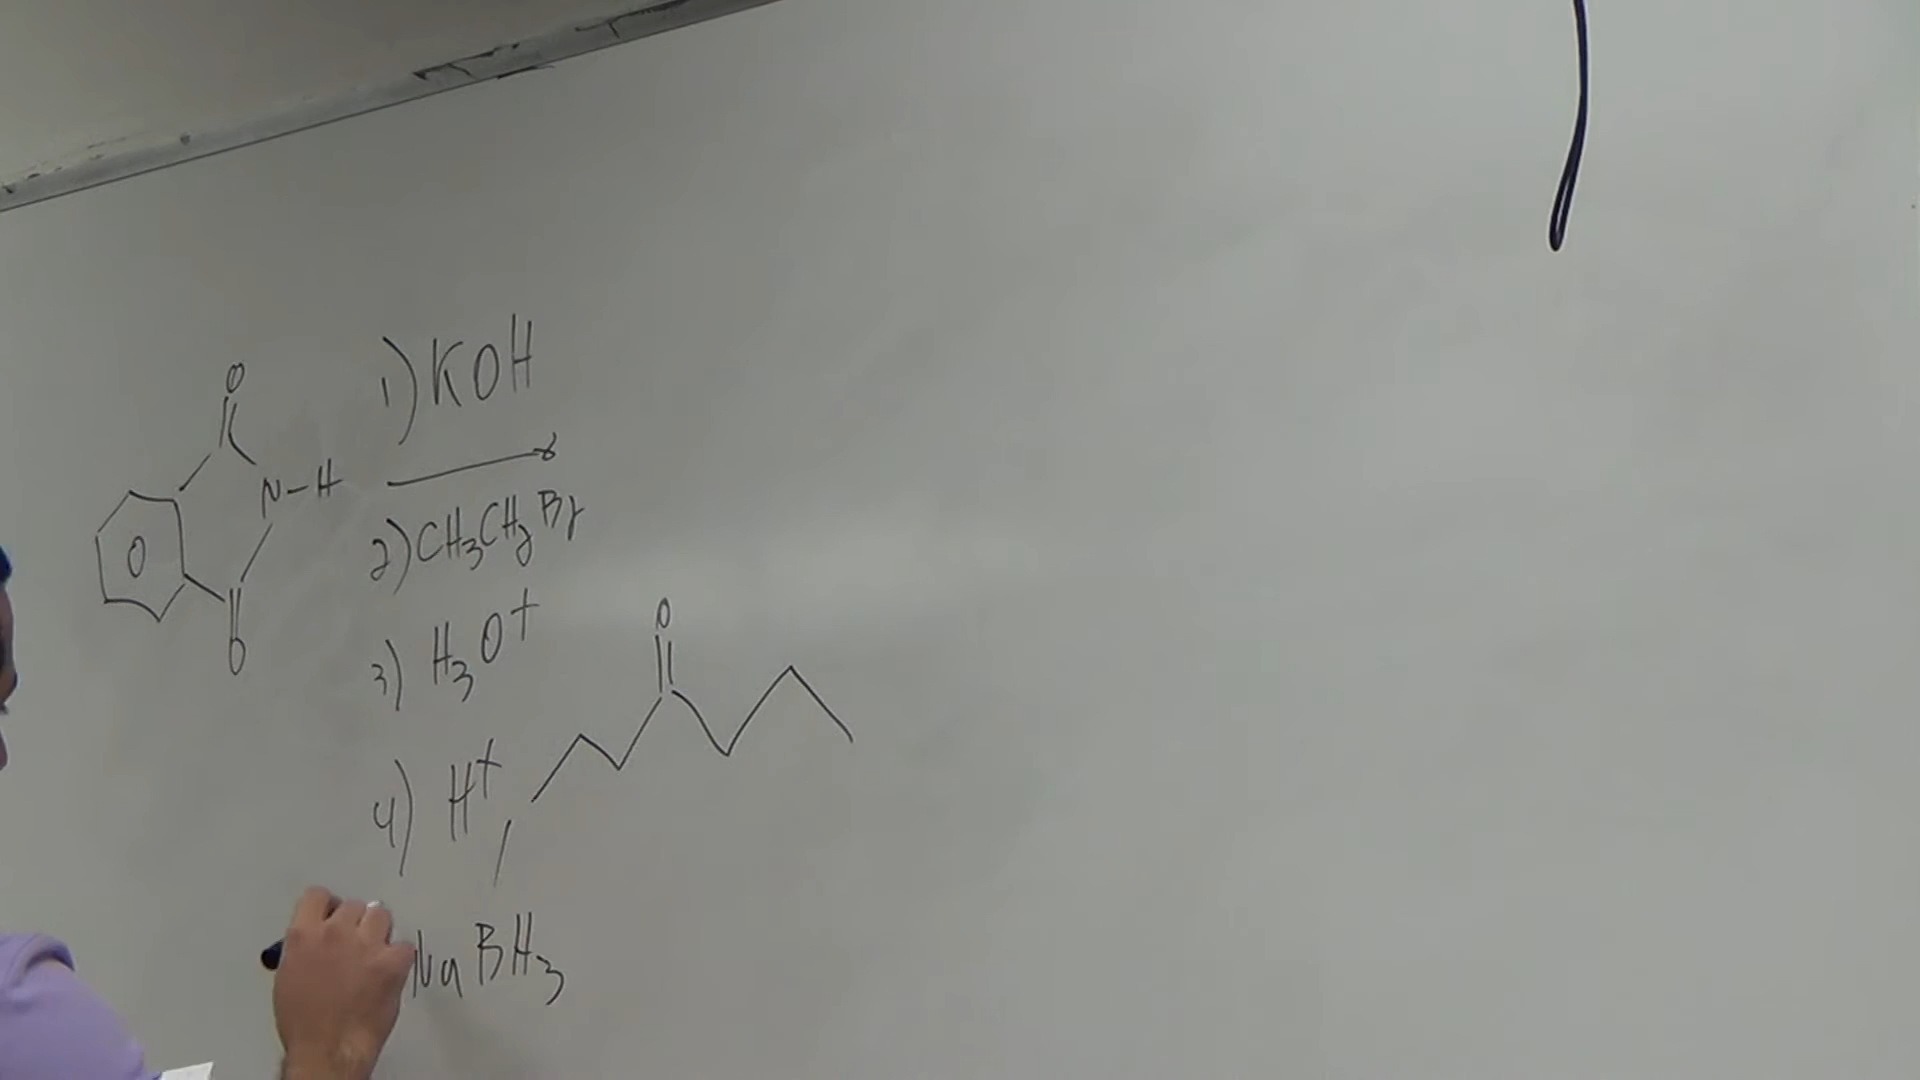 O
N-H
O
O
1) KOH
2) CH3CH2Br
3) H3O+
O
4) H+
NaBH3